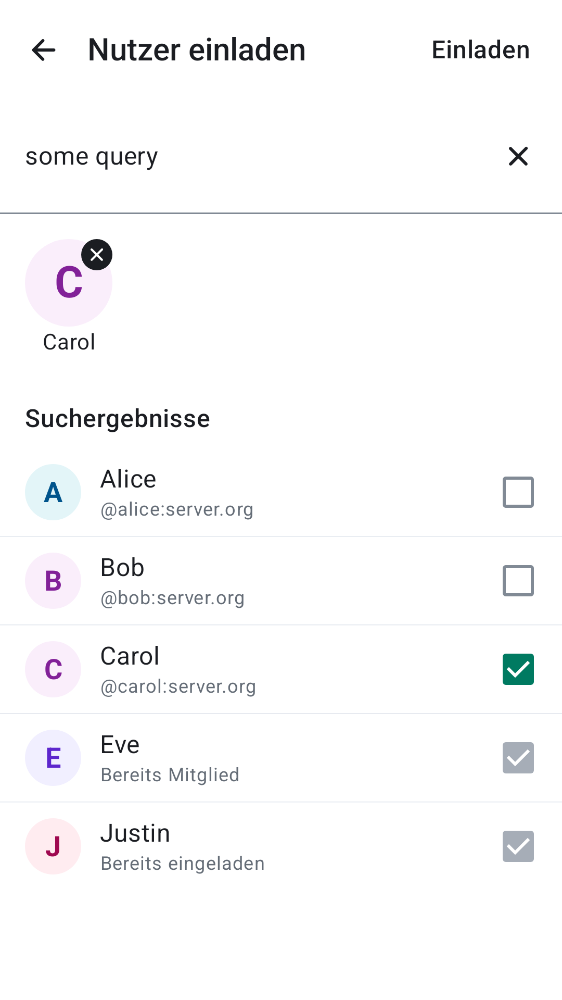 Nutzer einladen
Einladen
some query
C
Carol
Suchergebnisse
A
Alice
@alice:server.org
B
Bob
@bob:server.org
C
Carol
@carol:server.org
E
Eve
Bereits Mitglied
J
Justin
Bereits eingeladen